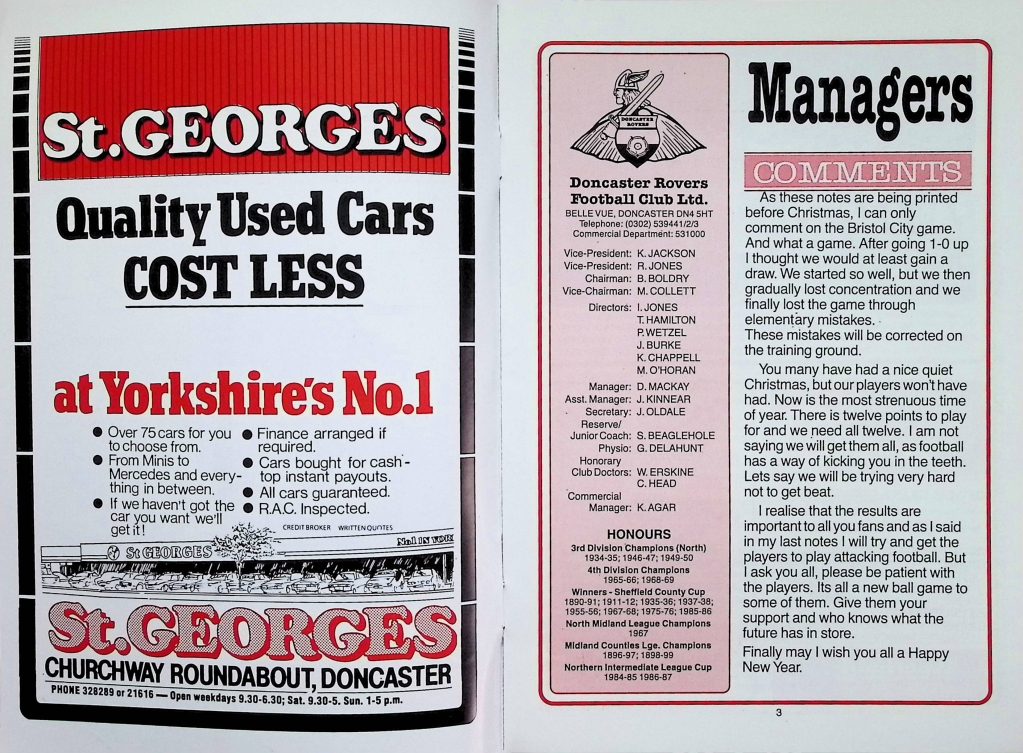 St.GEORGES
Quality Used Cars
COST LESS
at Yorkshire's No.1
● Over 75 cars for you
to choose from.
● From Minis to
Mercedes and every-
thing in between.
● If we haven't got the
car you want we'll
get it!
● Finance arranged if
required.
● Cars bought for cash -
top instant payouts.
● All cars guaranteed.
● R.A.C. Inspected.
CREDIT BROKER WRITTEN QUOTES
St GEORGES
No.1 IN YOR
St.GEORGES
CHURCHWAY ROUNDABOUT, DONCASTER
PHONE 328289 or 21616 — Open weekdays 9.30-6.30; Sat. 9.30-5. Sun. 1-5 p.m.
DONCASTER
ROVERS
Doncaster Rovers
Football Club Ltd.
BELLE VUE, DONCASTER DN4 5HT
Telephone: (0302) 539441/2/3
Commercial Department: 531000
Vice-President: K. JACKSON
Vice-President: R. JONES
Chairman: B. BOLDRY
Vice-Chairman: M. COLLETT
Directors: I. JONES
T. HAMILTON
P. WETZEL
J. BURKE
K. CHAPPELL
M. O'HORAN
Manager: D. MACKAY
Asst. Manager: J. KINNEAR
Secretary: J. OLDALE
Reserve/
Junior Coach: S. BEAGLEHOLE
Physio: G. DELAHUNT
Honorary
Club Doctors: W. ERSKINE
C. HEAD
Commercial
Manager: K. AGAR
HONOURS
3rd Division Champions (North)
1934-35; 1946-47; 1949-50
4th Division Champions
1965-66; 1968-69
Winners - Sheffield County Cup
1890-91; 1911-12; 1935-36; 1937-38;
1955-56; 1967-68; 1975-76; 1985-86
North Midland League Champions
1967
Midland Counties Lge. Champions
1896-97; 1898-99
Northern Intermediate League Cup
1984-85 1986-87
Managers
COMMENTS
As these notes are being printed
before Christmas, I can only
comment on the Bristol City game.
And what a game. After going 1-0 up
I thought we would at least gain a
draw. We started so well, but we then
gradually lost concentration and we
finally lost the game through
elementary mistakes.
These mistakes will be corrected on
the training ground.
You many have had a nice quiet
Christmas, but our players won't have
had. Now is the most strenuous time
of year. There is twelve points to play
for and we need all twelve. I am not
saying we will get them all, as football
has a way of kicking you in the teeth.
Lets say we will be trying very hard
not to get beat.
I realise that the results are
important to all you fans and as I said
in my last notes I will try and get the
players to play attacking football. But
I ask you all, please be patient with
the players. Its all a new ball game to
some of them. Give them your
support and who knows what the
future has in store.
Finally may I wish you all a Happy
New Year.
3